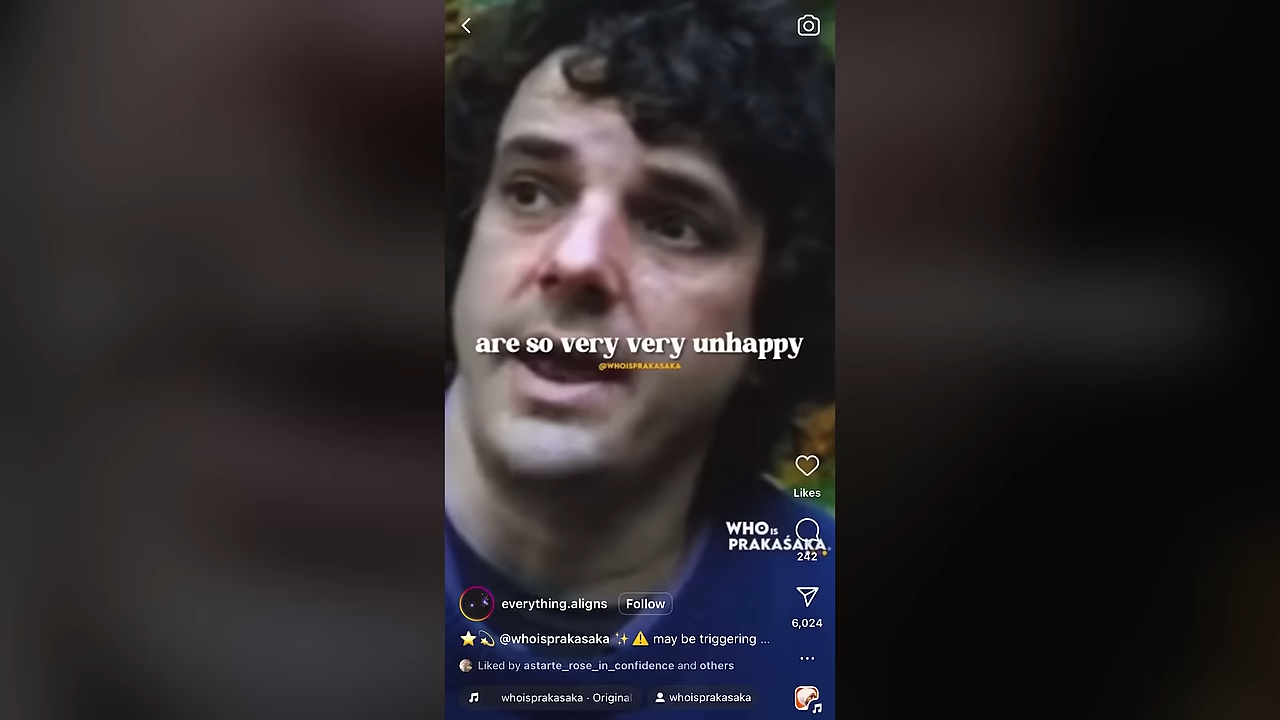 are so very very unhappy
@WHOISPRAKASAKA
Likes
WHO IS
PRAKAŚAKA
242
everything.aligns
Follow
6,024
⭐💫 @whoisprakasaka ✨ ⚠️ may be triggering ...
Liked by astarte_rose_in_confidence and others
whoisprakasaka · Original
whoisprakasaka